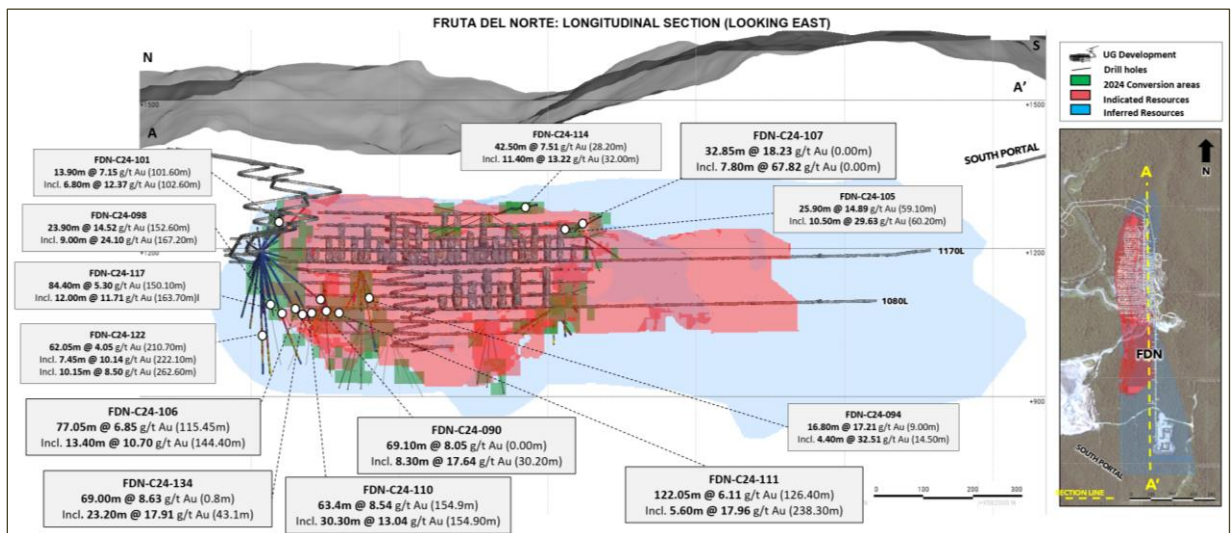 FRUTA DEL NORTE: LONGITUDINAL SECTION (LOOKING EAST)
N
S
A
A'
+1500
+1500
+1200
+1200
+900
+900
FDN-C24-101
13.90m @ 7.15 g/t Au (101.60m)
Incl. 6.80m @ 12.37 g/t Au (102.60m)
FDN-C24-098
23.90m @ 14.52 g/t Au (152.60m)
Incl. 9.00m @ 24.10 g/t Au (167.20m)
FDN-C24-117
84.40m @ 5.30 g/t Au (150.10m)
Incl. 12.00m @ 11.71 g/t Au (163.70m)l
FDN-C24-122
62.05m @ 4.05 g/t Au (210.70m)
Incl. 7.45m @ 10.14 g/t Au (222.10m)
Incl. 10.15m @ 8.50 g/t Au (262.60m)
FDN-C24-106
77.05m @ 6.85 g/t Au (115.45m)
Incl. 13.40m @ 10.70 g/t Au (144.40m)
FDN-C24-134
69.00m @ 8.63 g/t Au (0.8m)
Incl. 23.20m @ 17.91 g/t Au (43.1m)
FDN-C24-110
63.4m @ 8.54 g/t Au (154.9m)
Incl. 30.30m @ 13.04 g/t Au (154.90m)
FDN-C24-090
69.10m @ 8.05 g/t Au (0.00m)
Incl. 8.30m @ 17.64 g/t Au (30.20m)
FDN-C24-111
122.05m @ 6.11 g/t Au (126.40m)
Incl. 5.60m @ 17.96 g/t Au (238.30m)
FDN-C24-094
16.80m @ 17.21 g/t Au (9.00m)
Incl. 4.40m @ 32.51 g/t Au (14.50m)
FDN-C24-105
25.90m @ 14.89 g/t Au (59.10m)
Incl. 10.50m @ 29.63 g/t Au (60.20m)
FDN-C24-107
32.85m @ 18.23 g/t Au (0.00m)
Incl. 7.80m @ 67.82 g/t Au (0.00m)
FDN-C24-114
42.50m @ 7.51 g/t Au (28.20m)
Incl. 11.40m @ 13.22 g/t Au (32.00m)
SOUTH PORTAL
1170L
1080L
0 100 200 300
UG Development
Drill holes
2024 Conversion areas
Indicated Resources
Inferred Resources
A
N
FDN
SOUTH PORTAL
SECTION LINE
A'